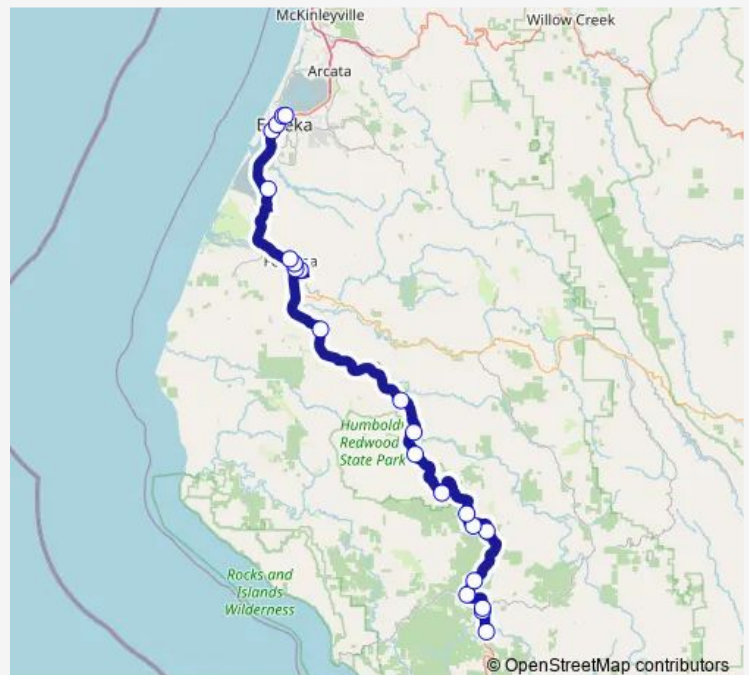 McKinleyville
Willow Creek
Arcata
Humboldt
Redwood
State Park
Rocks and
Islands
Wilderness
© OpenStreetMap contributors